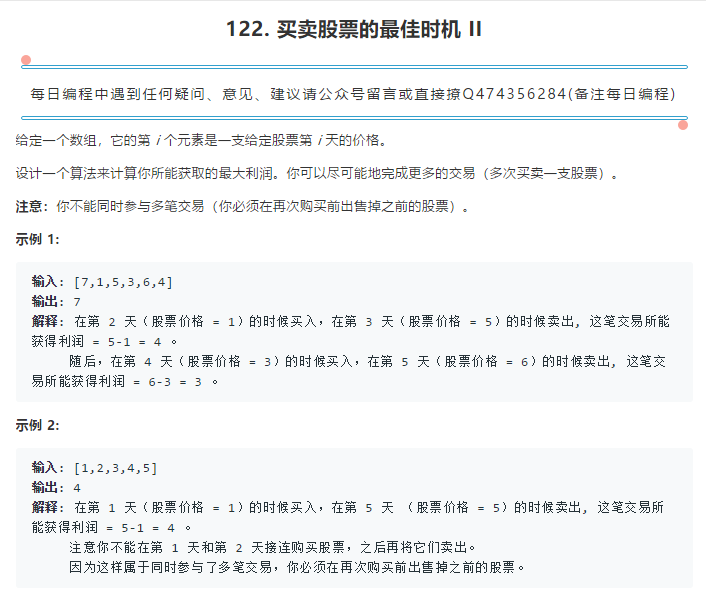 122. 买卖股票的最佳时机 II
每日编程中遇到任何疑问、意见、建议请公众号留言或直接撩Q474356284(备注每日编程)
给定一个数组，它的第 i 个元素是一支给定股票第 i 天的价格。
设计一个算法来计算你所能获取的最大利润。你可以尽可能地完成更多的交易（多次买卖一支股票）。
注意：你不能同时参与多笔交易（你必须在再次购买前出售掉之前的股票）。
示例 1:
输入: [7,1,5,3,6,4]
输出: 7
解释: 在第 2 天（股票价格 = 1）的时候买入，在第 3 天（股票价格 = 5）的时候卖出, 这笔交易所能
获得利润 = 5-1 = 4 。
随后，在第 4 天（股票价格 = 3）的时候买入，在第 5 天（股票价格 = 6）的时候卖出, 这笔交
易所能获得利润 = 6-3 = 3 。
示例 2:
输入: [1,2,3,4,5]
输出: 4
解释: 在第 1 天（股票价格 = 1）的时候买入，在第 5 天 （股票价格 = 5）的时候卖出, 这笔交易所
能获得利润 = 5-1 = 4 。
注意你不能在第 1 天和第 2 天接连购买股票，之后再将它们卖出。
因为这样属于同时参与了多笔交易，你必须在再次购买前出售掉之前的股票。